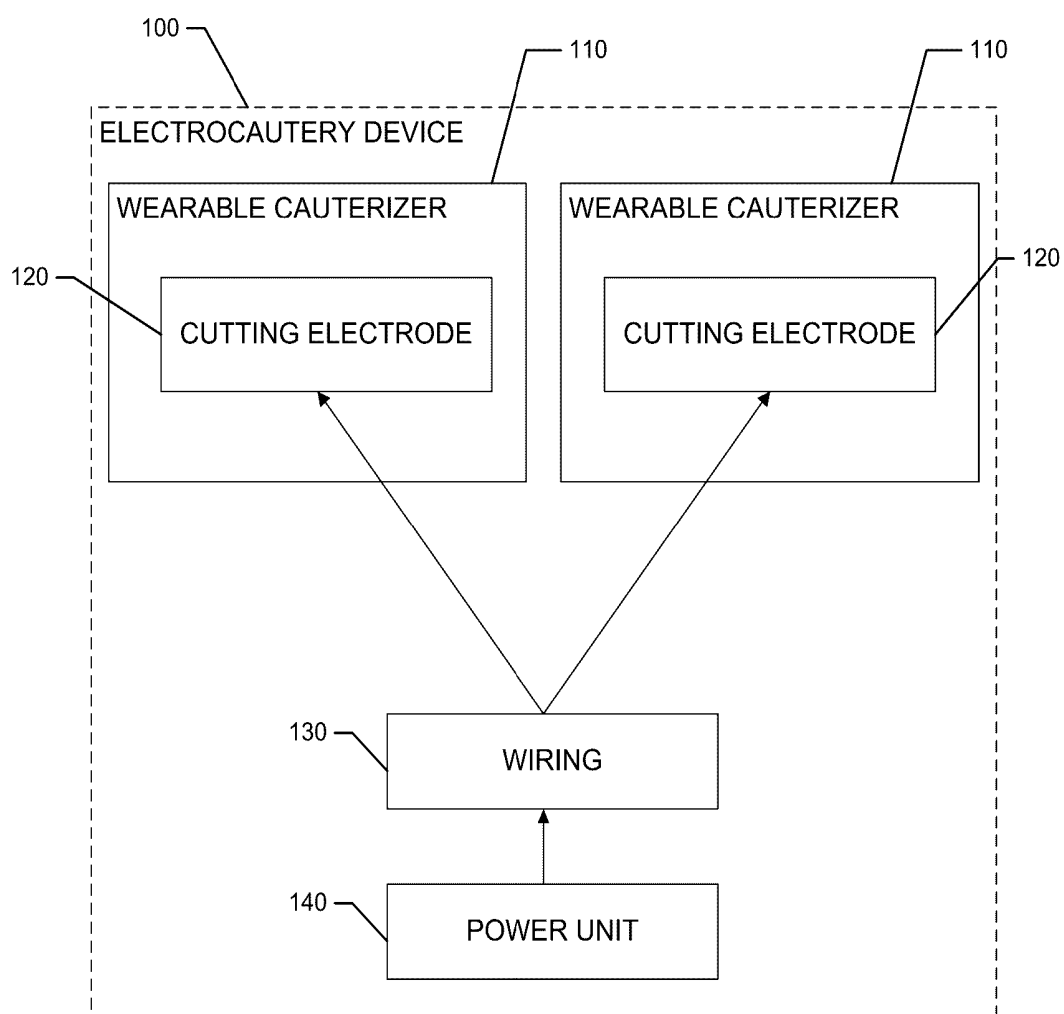 100
110
110
ELECTROCAUTERY DEVICE
WEARABLE CAUTERIZER
WEARABLE CAUTERIZER
120
120
CUTTING ELECTRODE
CUTTING ELECTRODE
130
WIRING
140
POWER UNIT